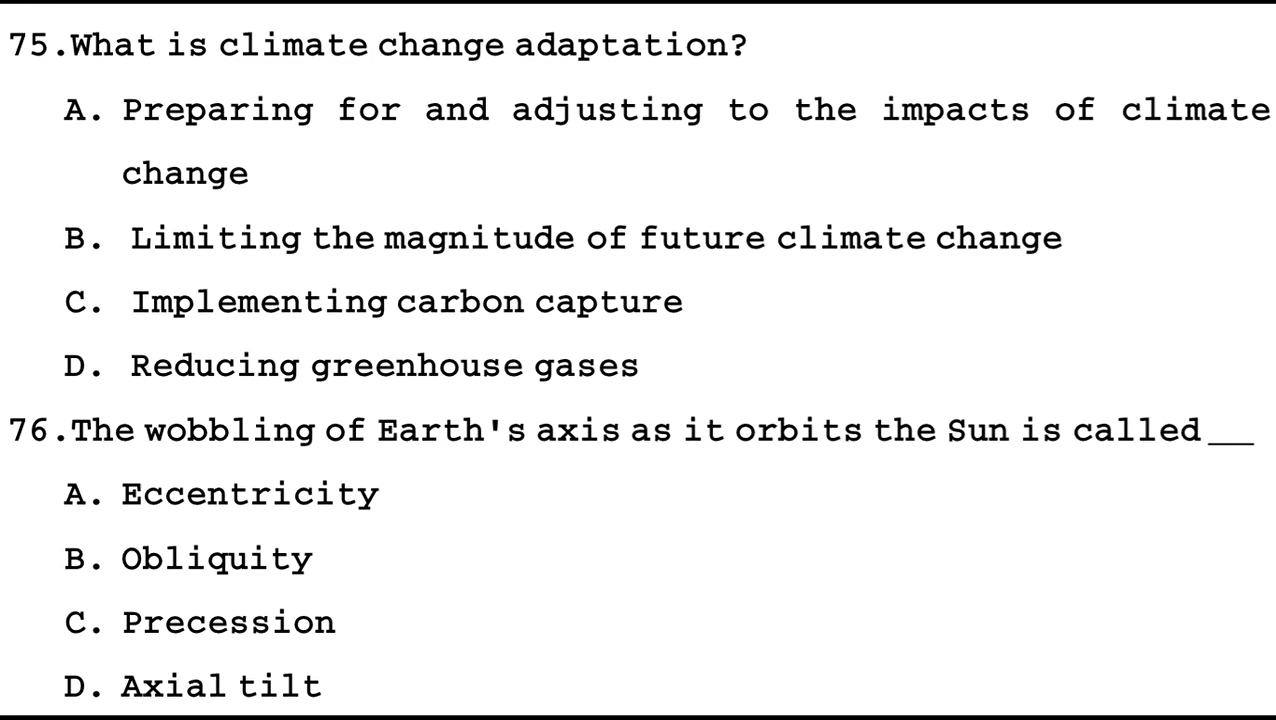 75.What is climate change adaptation?
A. Preparing for and adjusting to the impacts of climate
change
B. Limiting the magnitude of future climate change
C. Implementing carbon capture
D. Reducing greenhouse gases
76.The wobbling of Earth's axis as it orbits the Sun is called__
A. Eccentricity
B. Obliquity
C. Precession
D. Axial tilt